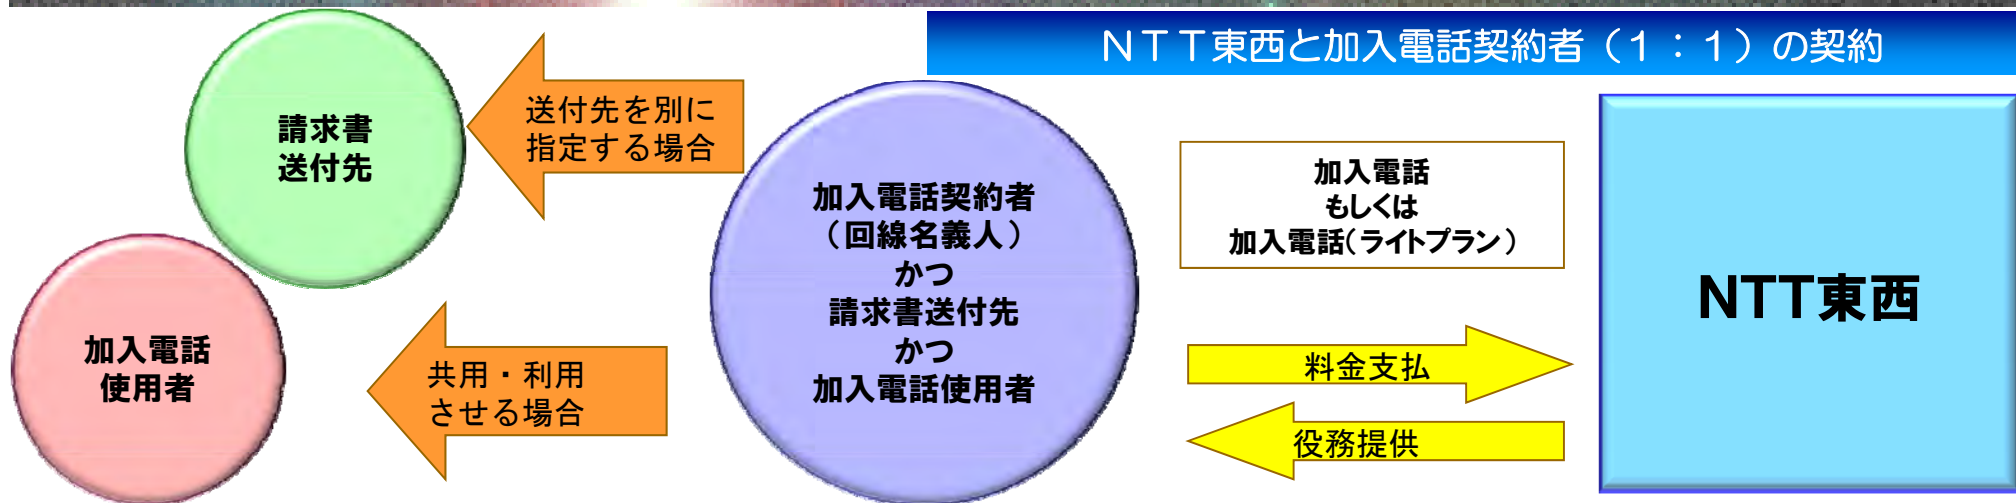 NTT東西と加入電話契約者（1：1）の契約
請求書
送付先
送付先を別に
指定する場合
加入電話契約者
（回線名義人）
かつ
請求書送付先
かつ
加入電話使用者
加入電話
もしくは
加入電話（ライトプラン）
NTT東西
加入電話
使用者
共用・利用
させる場合
料金支払
役務提供